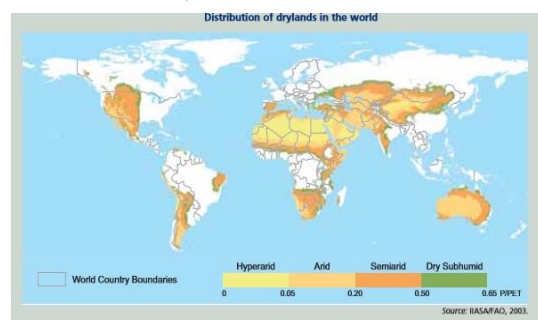 Distribution of drylands in the world
Hyperarid Arid Semiarid Dry Subhumid
World Country Boundaries
0 0.05 0.20 0.50 0.65 P/PET
Source: IIASA/FAO, 2003.